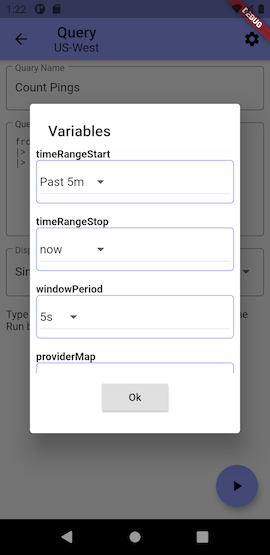 1:22
DEBUG
Query
US-West
Quary Name
Count Pings
Que
fro
|>
|>
Variables
timeRangeStart
Past 5m
timeRangeStop
now
windowPeriod
5s
providerMap
Ok
Disp
Sin
Type
me
Run b